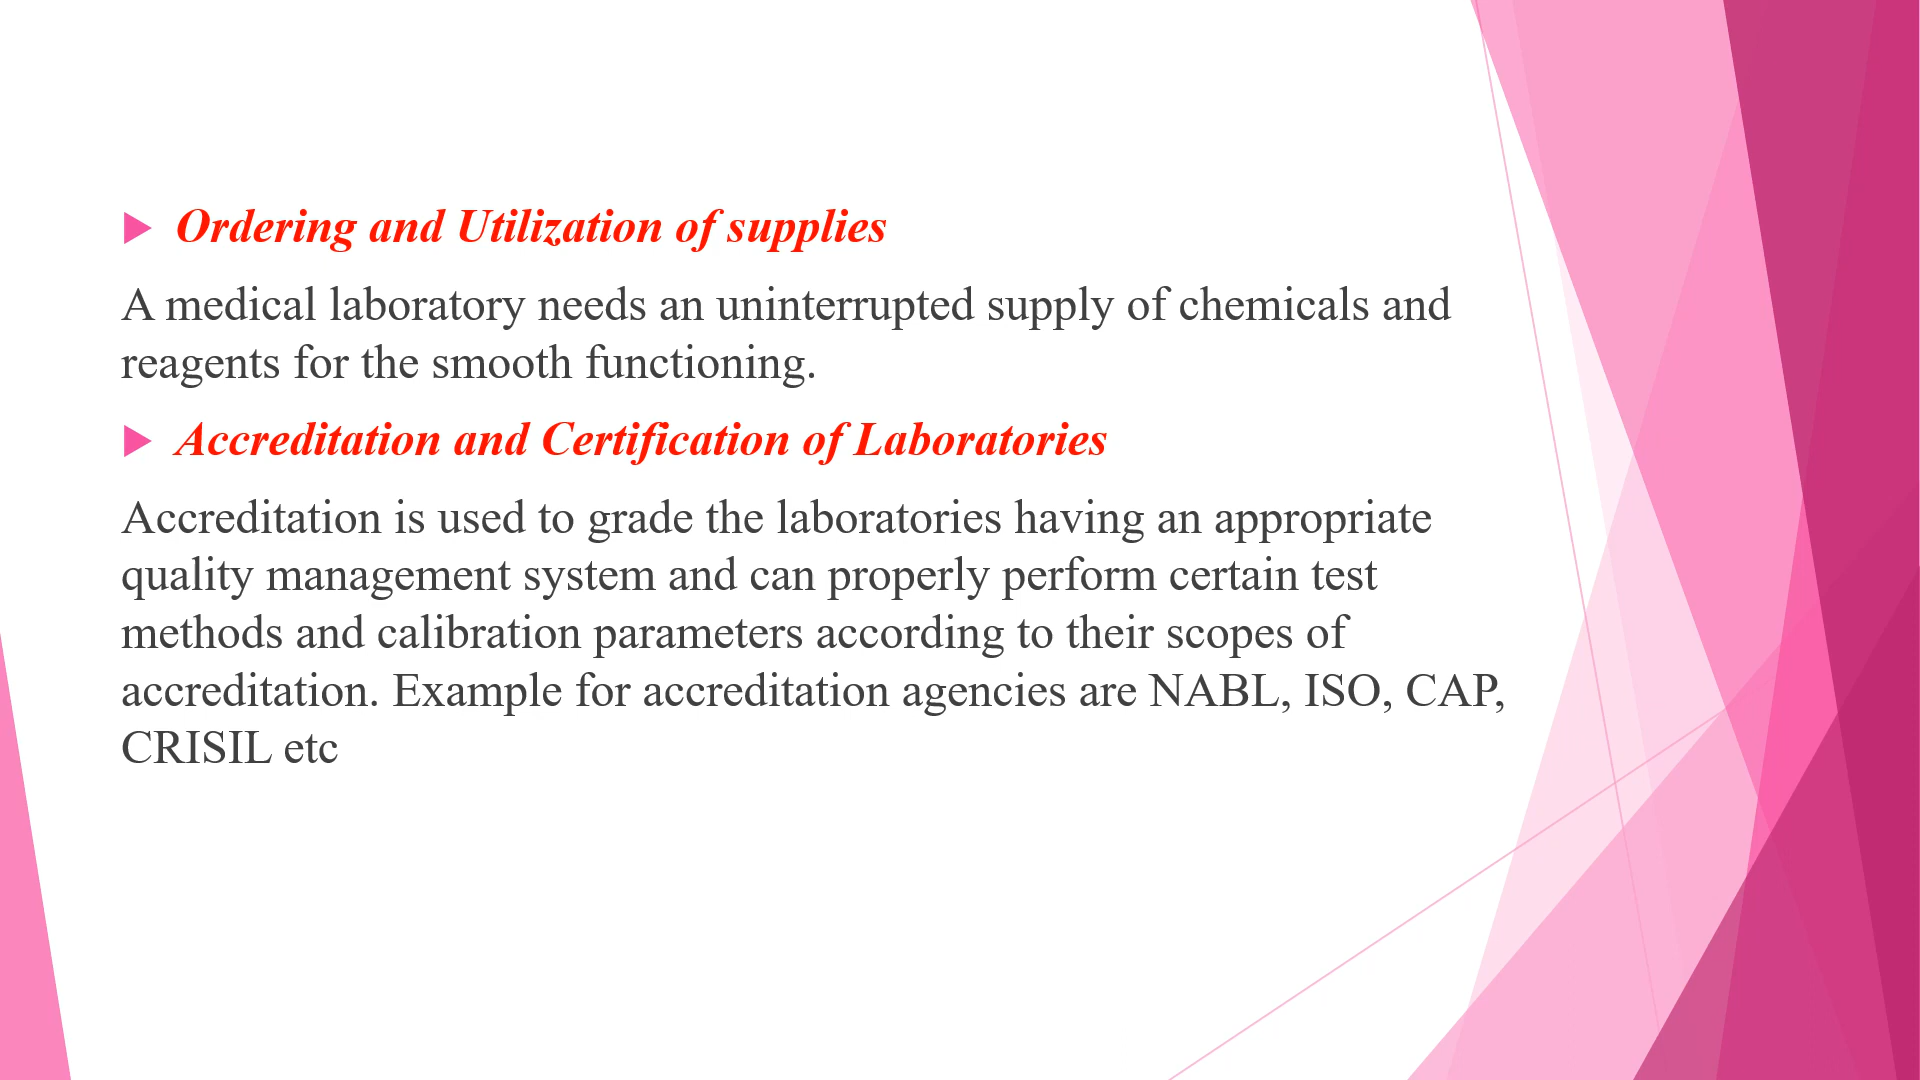 Ordering and Utilization of supplies
A medical laboratory needs an uninterrupted supply of chemicals and
reagents for the smooth functioning.
Accreditation and Certification of Laboratories
Accreditation is used to grade the laboratories having an appropriate
quality management system and can properly perform certain test
methods and calibration parameters according to their scopes of
accreditation. Example for accreditation agencies are NABL, ISO, CAP,
CRISIL etc